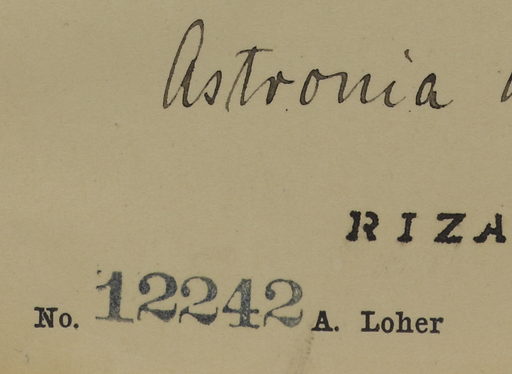 Astronia
RIZA
No. 12242 A. Loher